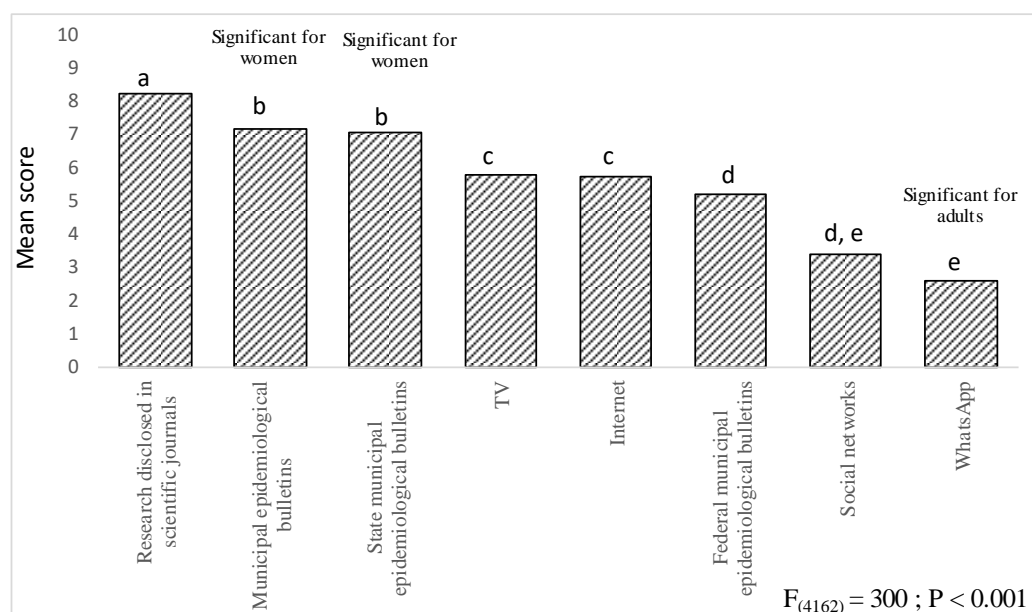 Mean score
10
9
8
7
6
5
4
3
2
1
0
a
Significant for
women
b
Significant for
women
b
c
c
d
d, e
Significant for
adults
e
Research disclosed in
scientific journals
Municipal epidemiological
bulletins
State municipal
epidemiological bulletins
TV
Internet
Federal municipal
epidemiological bulletins
Social networks
WhatsApp
F(4162) = 300 ; P < 0.001